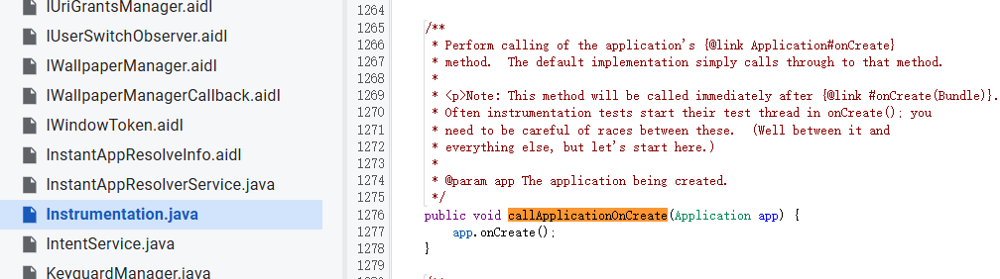 IUriGrantsManager.aidl
IUserSwitchObserver.aidl
IWallpaperManager.aidl
IWallpaperManagerCallback.aidl
IWindowToken.aidl
InstantAppResolveInfo.aidl
InstantAppResolverService.java
Instrumentation.java
IntentService.java
KeyguardManager.java
1264
1265 /**
1266 * Perform calling of the application's {@link Application#onCreate}
1267 * method.  The default implementation simply calls through to that method.
1268 *
1269 * <p>Note: This method will be called immediately after {@link #onCreate(Bundle)}.
1270 * Often instrumentation tests start their test thread in onCreate(); you
1271 * need to be careful of races between these.  (Well between it and
1272 * everything else, but let's start here.)
1273 *
1274 * @param app The application being created.
1275 */
1276 public void callApplicationOnCreate(Application app) {
1277 app.onCreate();
1278 }
1279